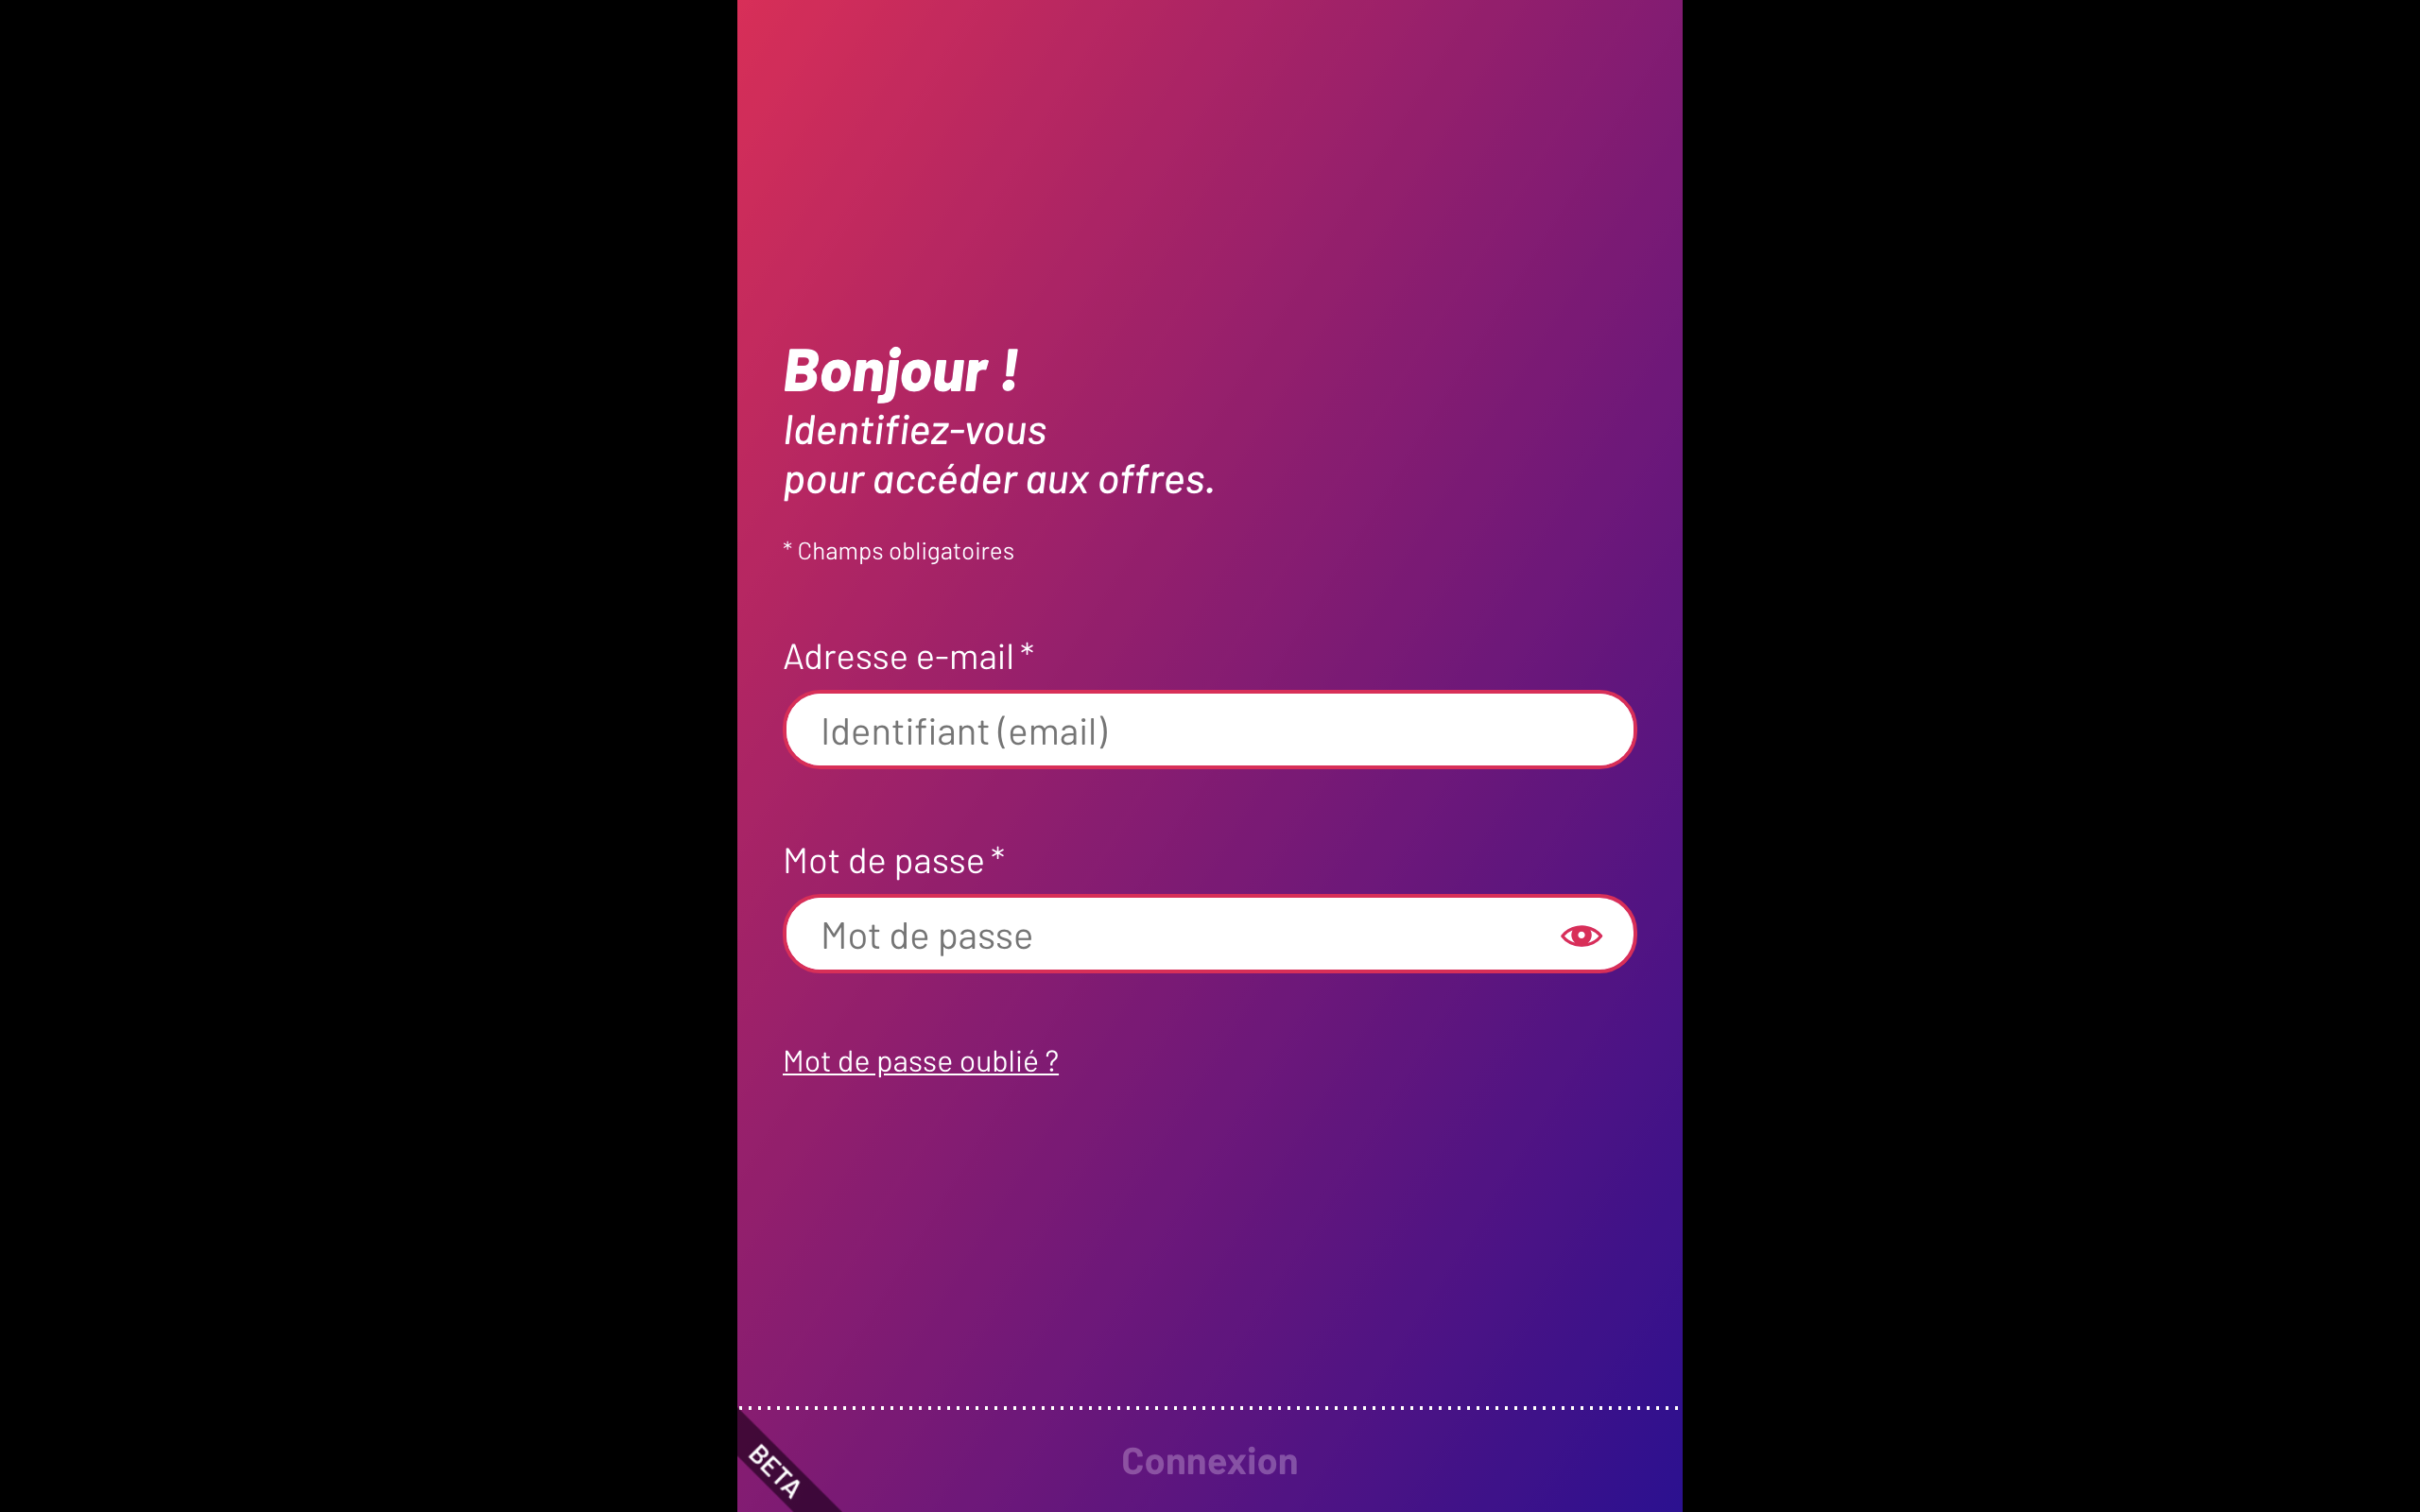 Bonjour !
Identifiez-vous
pour accéder aux offres.
* Champs obligatoires
Adresse e-mail *
Identifiant (email)
Mot de passe *
Mot de passe
Mot de passe oublié ?
Connexion
BETA